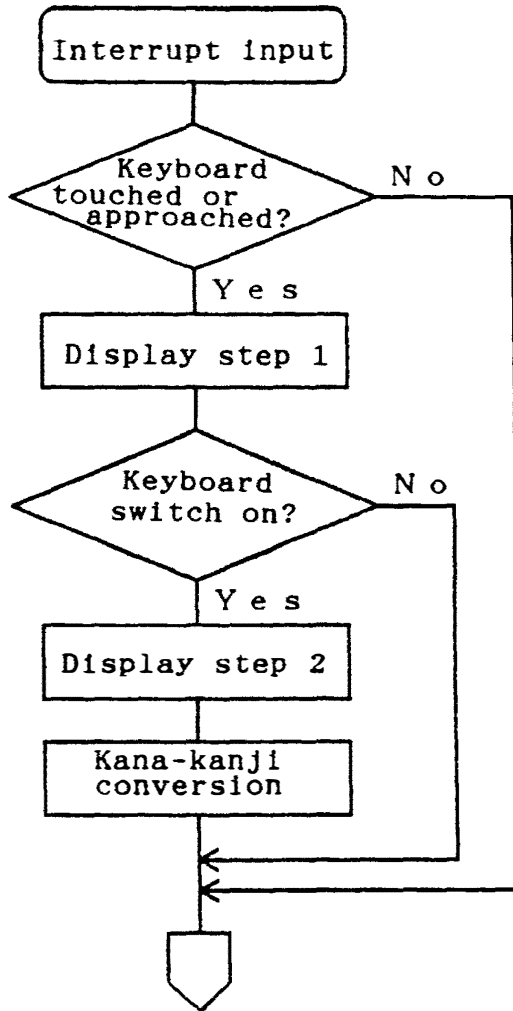 Interrupt input
Keyboard
touched or
approached?
No
Yes
Display step 1
Keyboard
switch on?
No
Yes
Display step 2
Kana-kanji
conversion